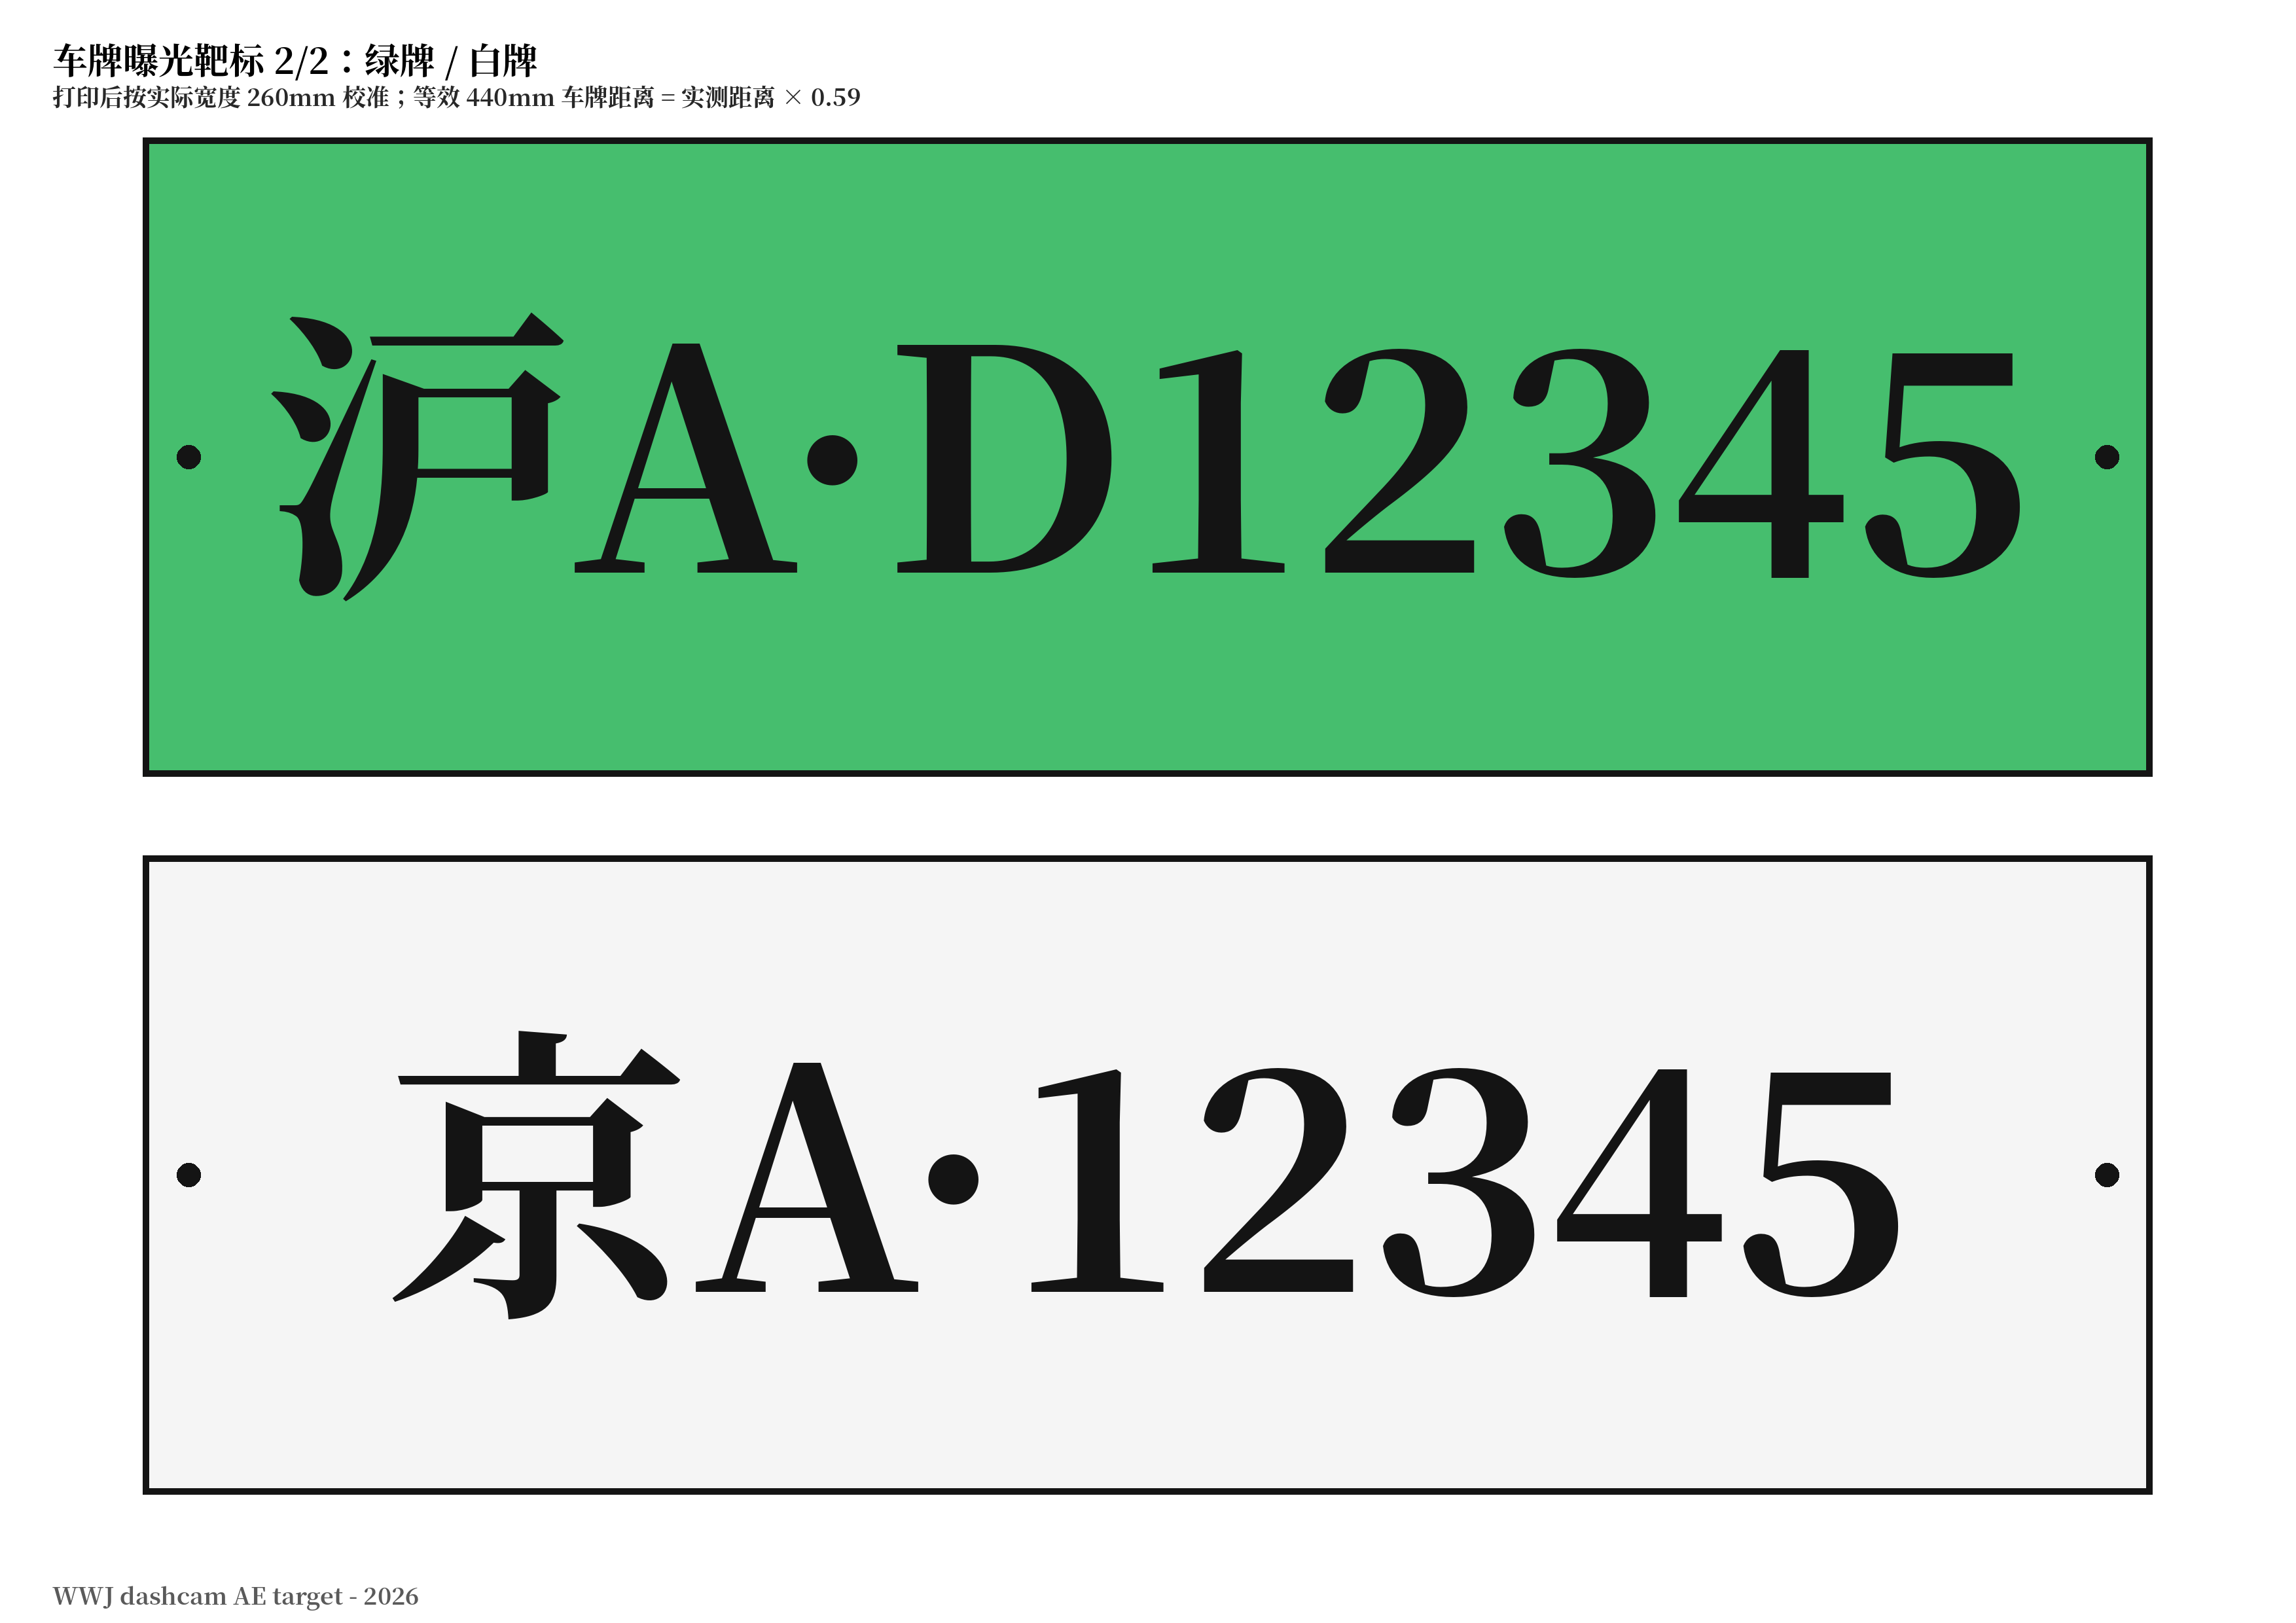 车牌曝光靶标 2/2：绿牌 / 白牌
打印后按实际宽度 260mm 校准；等效 440mm 车牌距离 = 实测距离 × 0.59
沪A·D12345
京A·12345
WWJ dashcam AE target - 2026